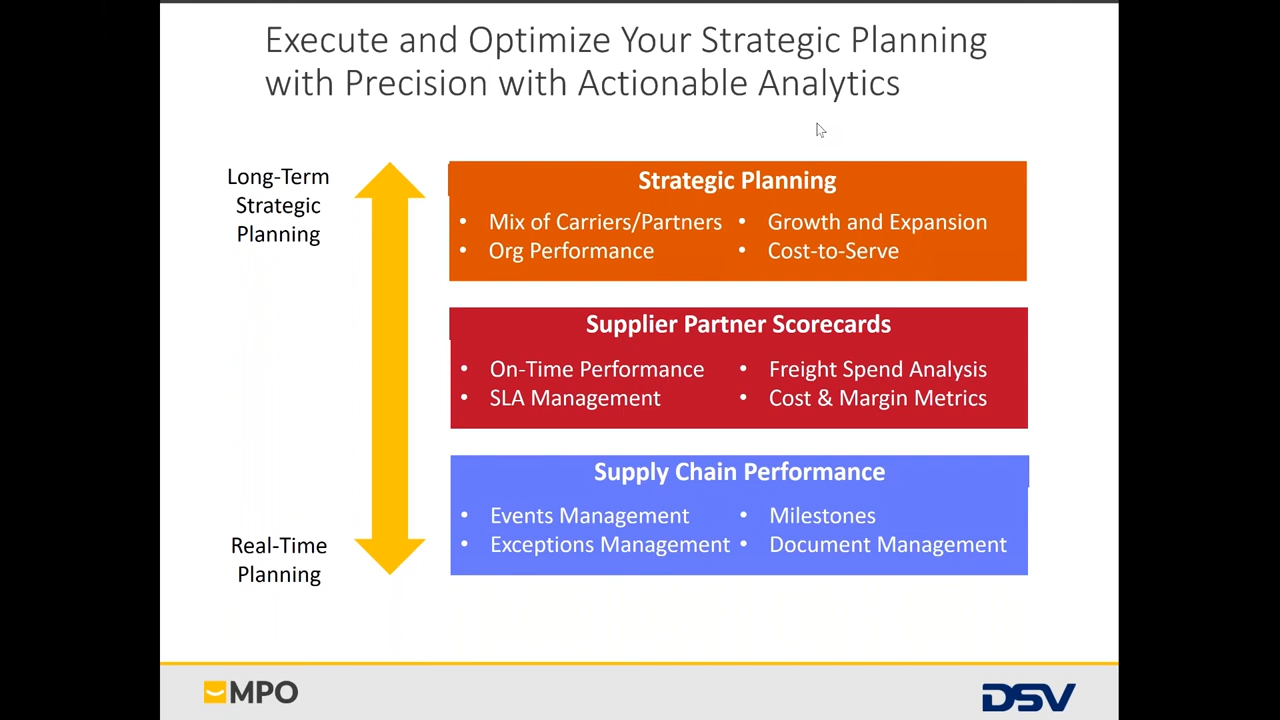 Execute and Optimize Your Strategic Planning
with Precision with Actionable Analytics
Long-Term
Strategic
Planning
Strategic Planning
• Mix of Carriers/Partners • Growth and Expansion
• Org Performance • Cost-to-Serve
Supplier Partner Scorecards
• On-Time Performance • Freight Spend Analysis
• SLA Management • Cost & Margin Metrics
Supply Chain Performance
• Events Management • Milestones
• Exceptions Management • Document Management
Real-Time
Planning
MPO
DSV